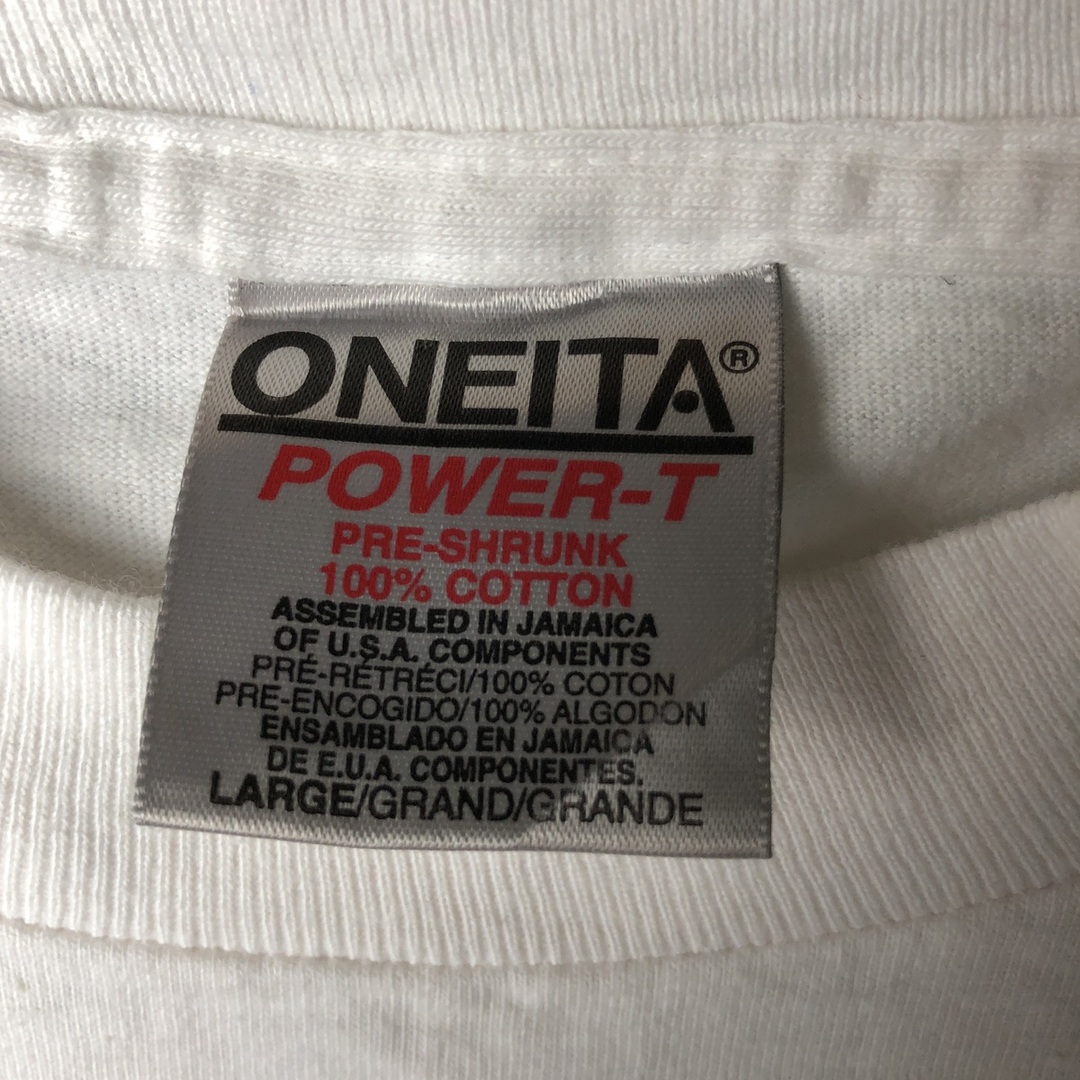 ONEITA®
POWER-T
PRE-SHRUNK
100% COTTON
ASSEMBLED IN JAMAICA
OF U.S.A. COMPONENTS
PRÉ-RÉTRÉCI/100% COTON
PRE-ENCOGIDO/100% ALGODON
ENSAMBLADO EN JAMAICA
DE E.U.A. COMPONENTES.
LARGE/GRAND/GRANDE